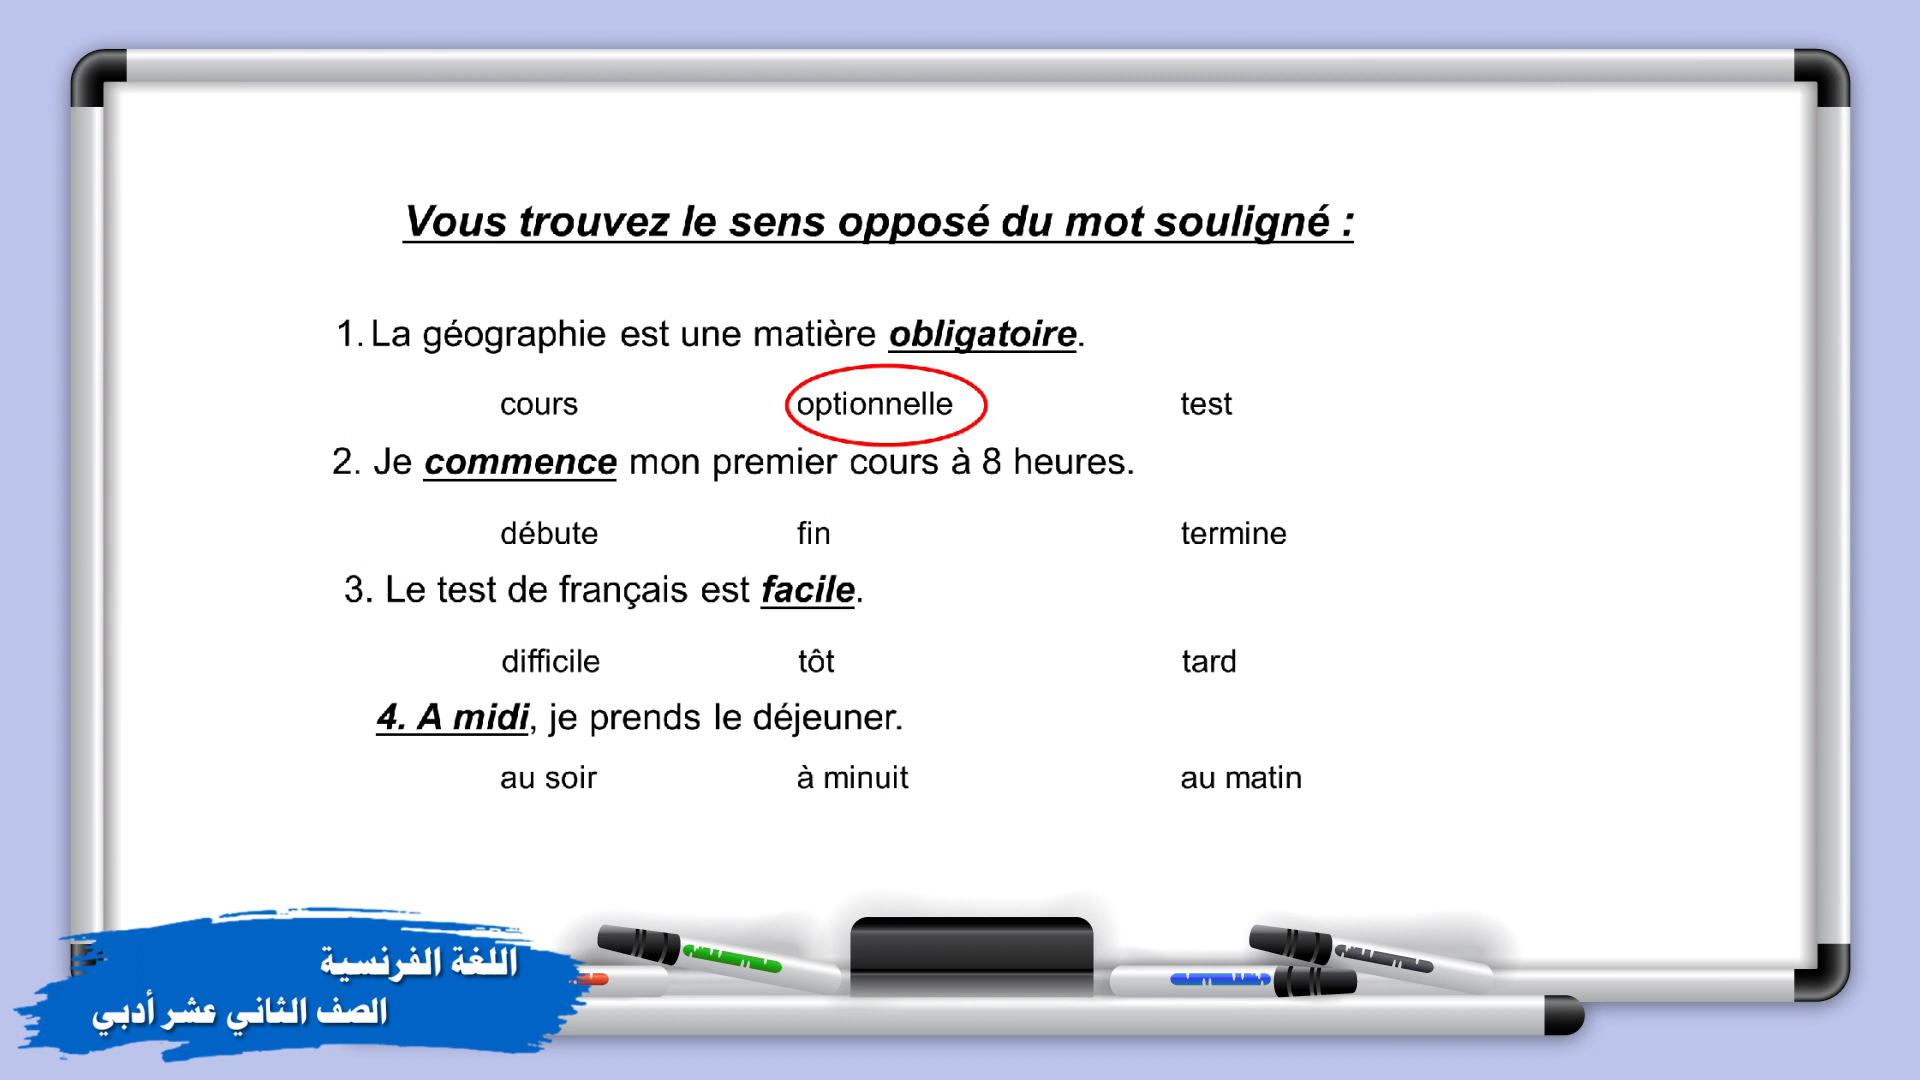 Vous trouvez le sens opposé du mot souligné :
1. La géographie est une matière obligatoire.
cours optionnelle test
2. Je commence mon premier cours à 8 heures.
débute fin termine
3. Le test de français est facile.
difficile tôt tard
4. A midi, je prends le déjeuner.
au soir à minuit au matin
اللغة الفرنسية
الصف الثاني عشر أدبي